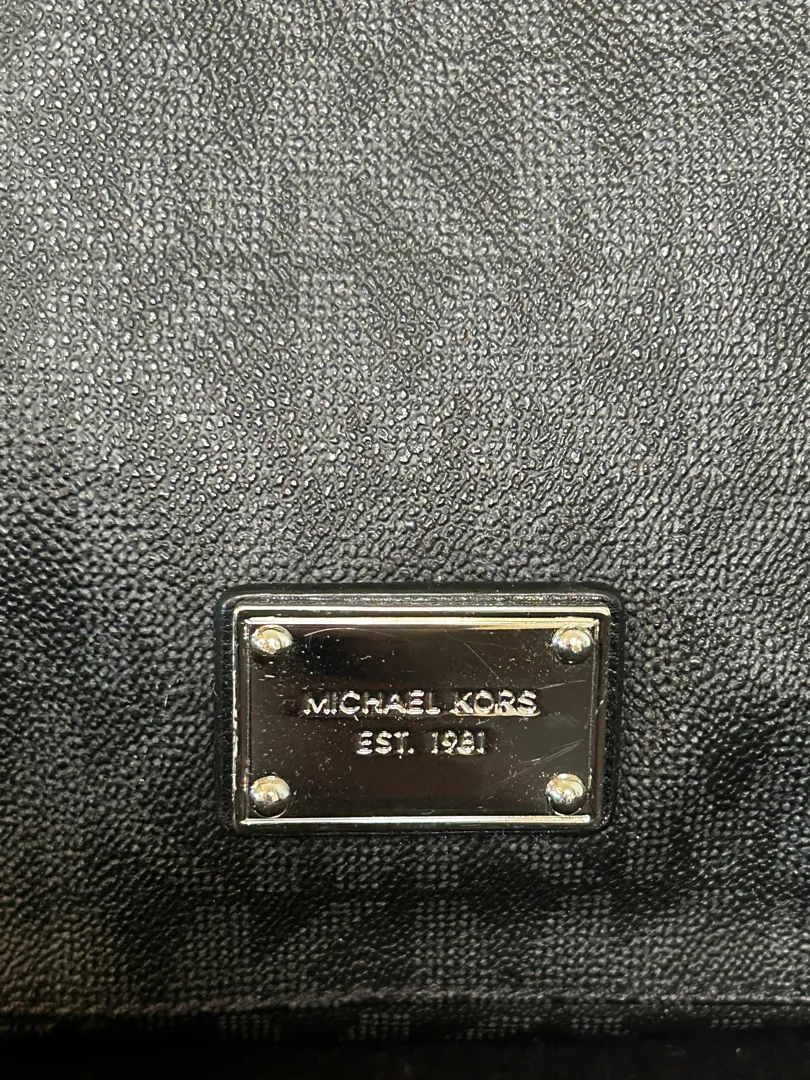 MICHAEL KORS
EST. 1981